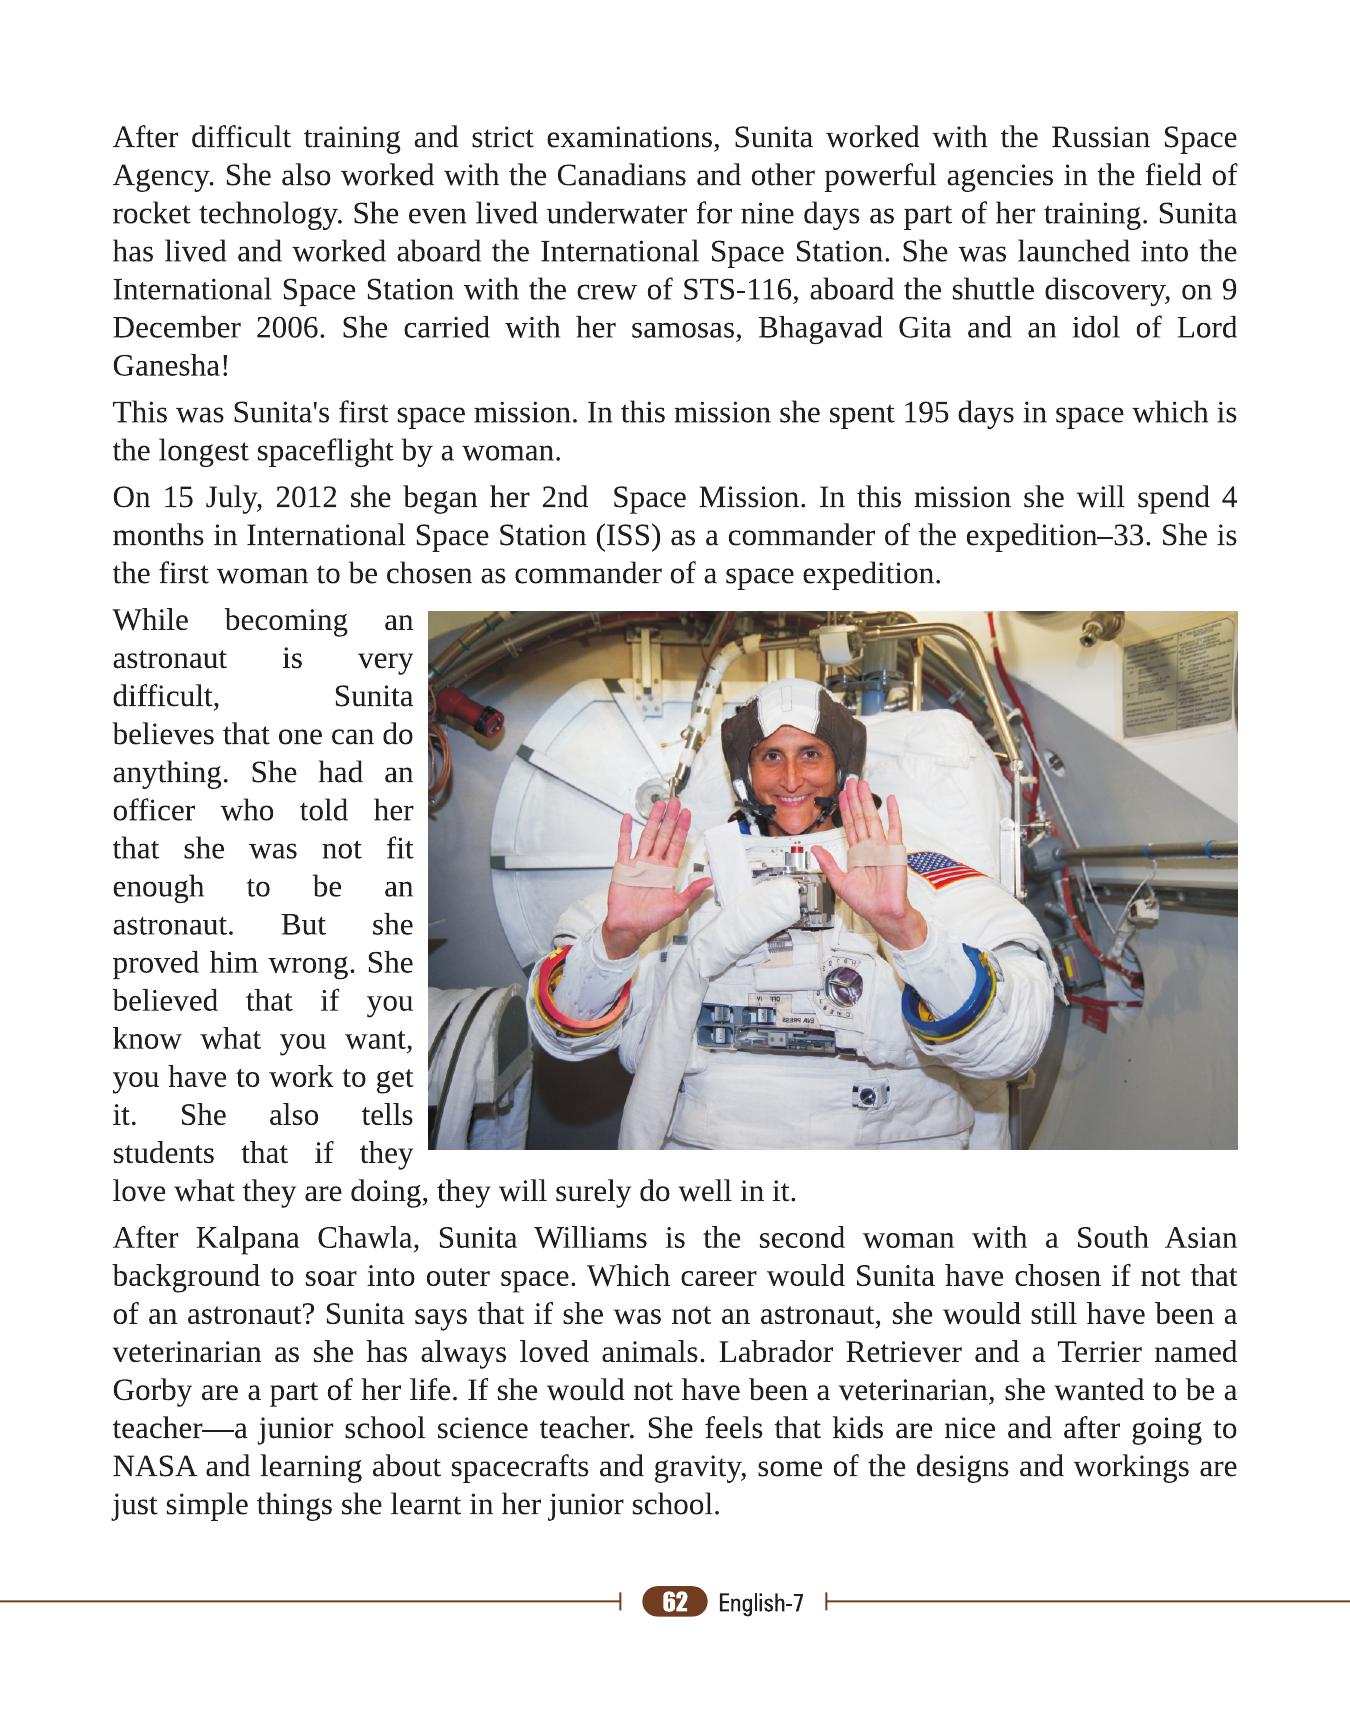 After difficult training and strict examinations, Sunita worked with the Russian Space
Agency. She also worked with the Canadians and other powerful agencies in the field of
rocket technology. She even lived underwater for nine days as part of her training. Sunita
has lived and worked aboard the International Space Station. She was launched into the
International Space Station with the crew of STS-116, aboard the shuttle discovery, on 9
December 2006. She carried with her samosas, Bhagavad Gita and an idol of Lord
Ganesha!
This was Sunita's first space mission. In this mission she spent 195 days in space which is
the longest spaceflight by a woman.
On 15 July, 2012 she began her 2nd Space Mission. In this mission she will spend 4
months in International Space Station (ISS) as a commander of the expedition–33. She is
the first woman to be chosen as commander of a space expedition.
While becoming an
astronaut is very
difficult, Sunita
believes that one can do
anything. She had an
officer who told her
that she was not fit
enough to be an
astronaut. But she
proved him wrong. She
believed that if you
know what you want,
you have to work to get
it. She also tells
students that if they
love what they are doing, they will surely do well in it.
After Kalpana Chawla, Sunita Williams is the second woman with a South Asian
background to soar into outer space. Which career would Sunita have chosen if not that
of an astronaut? Sunita says that if she was not an astronaut, she would still have been a
veterinarian as she has always loved animals. Labrador Retriever and a Terrier named
Gorby are a part of her life. If she would not have been a veterinarian, she wanted to be a
teacher—a junior school science teacher. She feels that kids are nice and after going to
NASA and learning about spacecrafts and gravity, some of the designs and workings are
just simple things she learnt in her junior school.
62 English-7